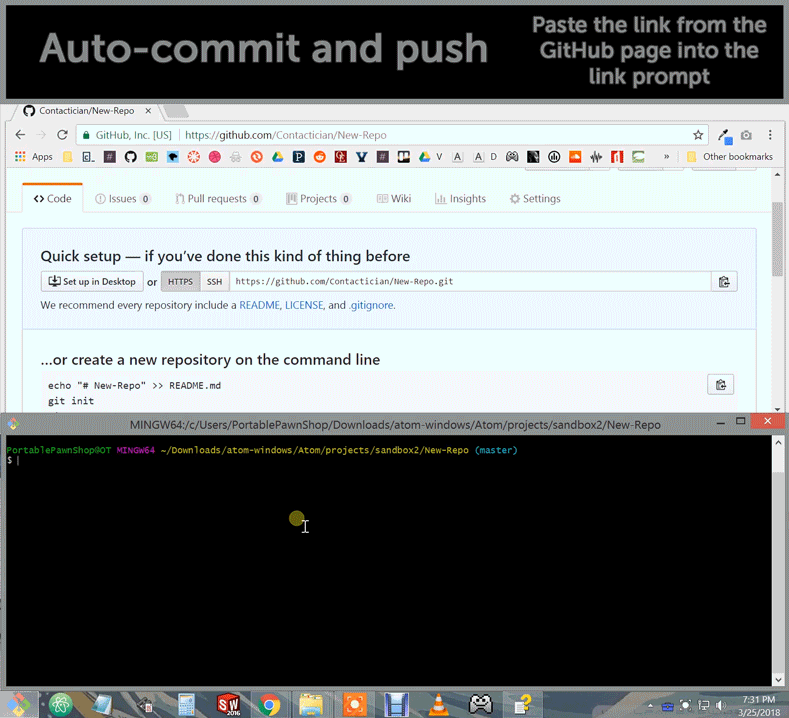 Auto-commit and push
Paste the link from the
GitHub page into the
link prompt
Contactician/New-Repo
GitHub, Inc. [US]
https://github.com/Contactician/New-Repo
Apps
Other bookmarks
Code
Issues 0
Pull requests 0
Projects 0
Wiki
Insights
Settings
Quick setup — if you’ve done this kind of thing before
Set up in Desktop or HTTPS SSH https://github.com/Contactician/New-Repo.git
We recommend every repository include a README, LICENSE, and .gitignore.
…or create a new repository on the command line
echo "# New-Repo" >> README.md
git init
MINGW64:/c/Users/PortablePawnShop/Downloads/atom-windows/Atom/projects/sandbox2/New-Repo
PortablePawnShop@OT MINGW64 ~/Downloads/atom-windows/Atom/projects/sandbox2/New-Repo (master)
$
SW
2016
7:31 PM
3/25/2018